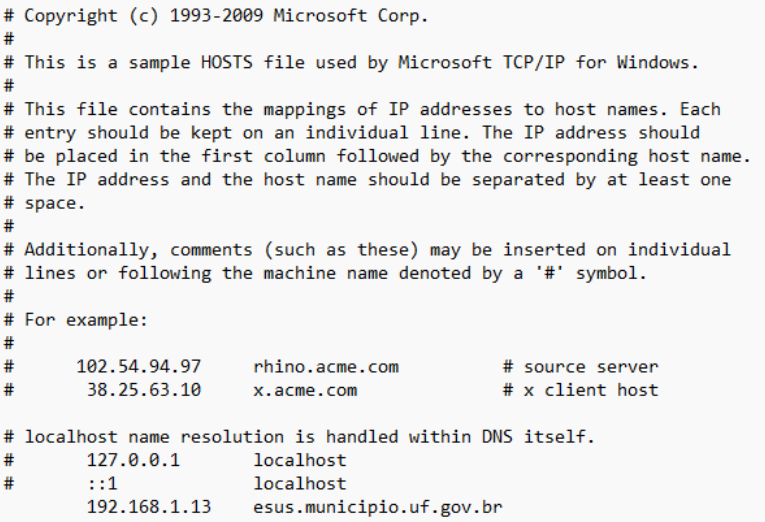 # Copyright (c) 1993-2009 Microsoft Corp.
#
# This is a sample HOSTS file used by Microsoft TCP/IP for Windows.
#
# This file contains the mappings of IP addresses to host names. Each
# entry should be kept on an individual line. The IP address should
# be placed in the first column followed by the corresponding host name.
# The IP address and the host name should be separated by at least one
# space.
#
# Additionally, comments (such as these) may be inserted on individual
# lines or following the machine name denoted by a '#' symbol.
#
# For example:
#
#      102.54.94.97     rhino.acme.com          # source server
#       38.25.63.10     x.acme.com              # x client host

# localhost name resolution is handled within DNS itself.
#       127.0.0.1       localhost
#       ::1             localhost
        192.168.1.13    esus.municipio.uf.gov.br